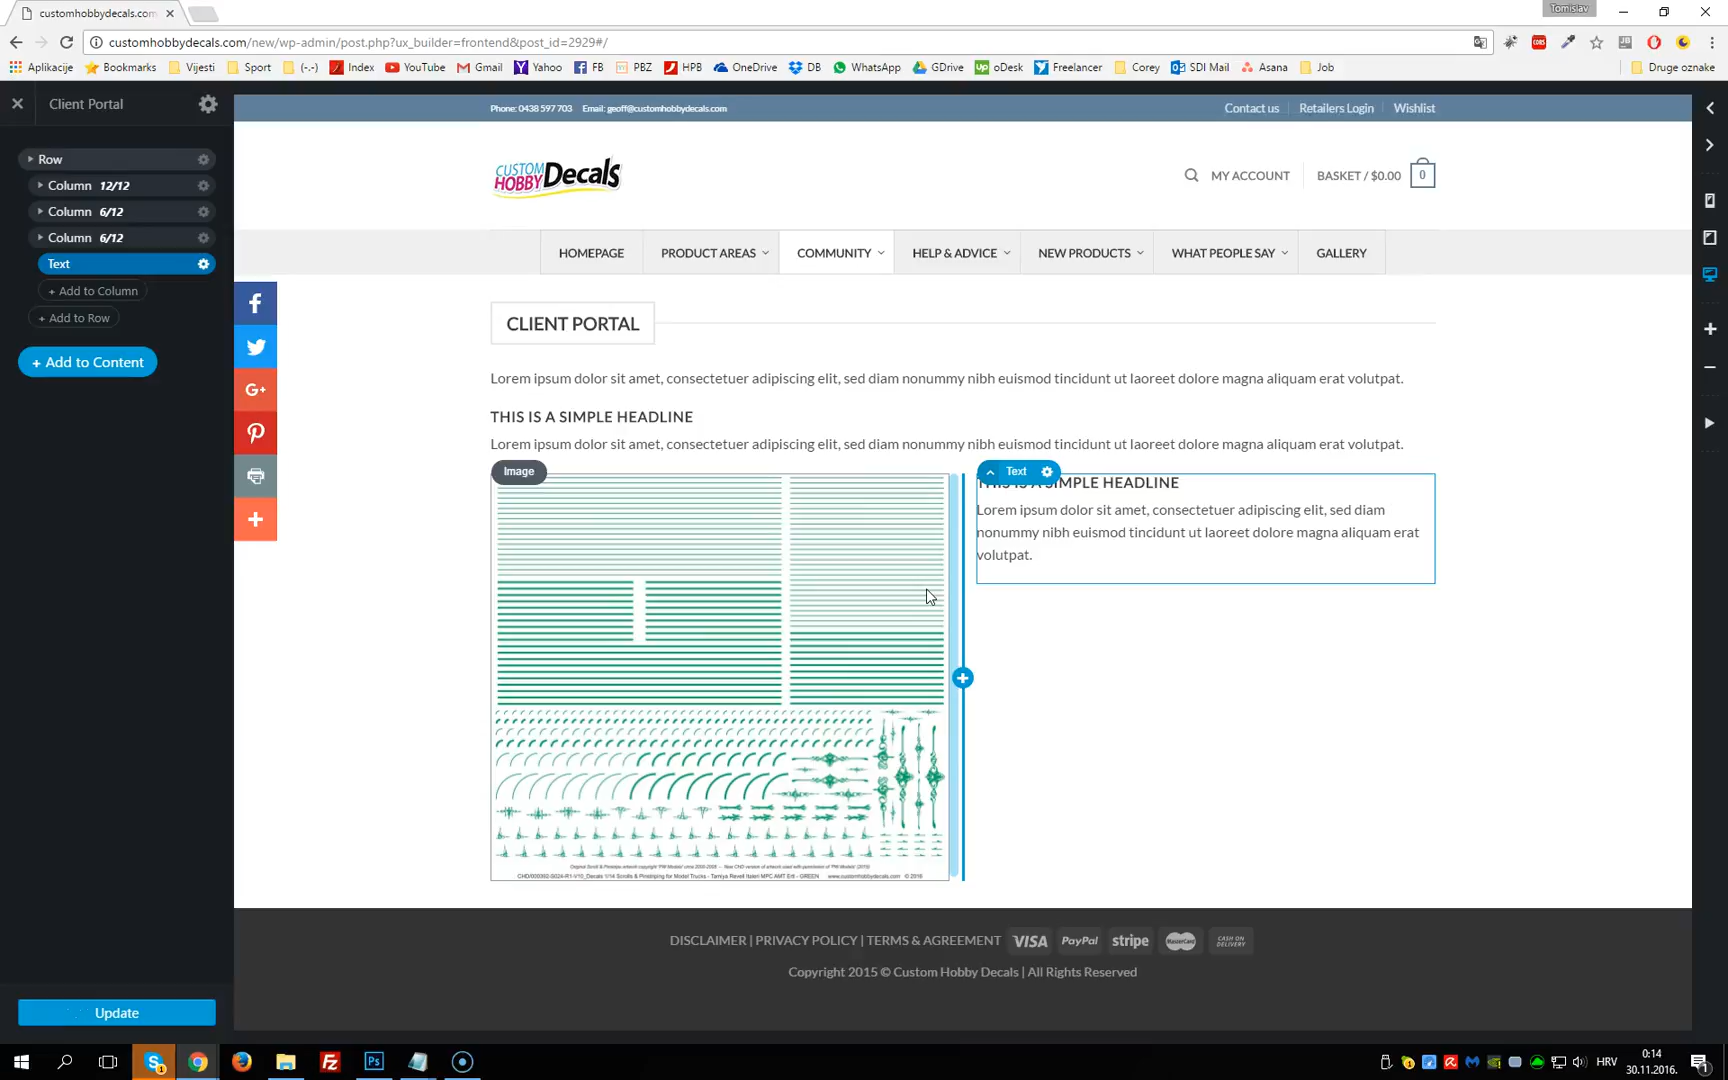 customhobbydecals.com
Tomislav
customhobbydecals.com/new/wp-admin/post.php?ux_builder=frontend&post_id=2929#/
Aplikacije Bookmarks Vijesti Sport (-.-) Index YouTube Gmail Yahoo FB PBZ HPB OneDrive DB WhatsApp GDrive oDesk Freelancer Corey SDI Mail Asana Job Druge oznake
Client Portal
Phone: 0438 597 703 Email: geoff@customhobbydecals.com Contact us Retailers Login Wishlist
Row
Column 12/12
Column 6/12
Column 6/12
Text
+ Add to Column
+ Add to Row
+ Add to Content
Update
CUSTOM HOBBY Decals
MY ACCOUNT BASKET / $0.00 0
HOMEPAGE PRODUCT AREAS COMMUNITY HELP & ADVICE NEW PRODUCTS WHAT PEOPLE SAY GALLERY
CLIENT PORTAL
Lorem ipsum dolor sit amet, consectetuer adipiscing elit, sed diam nonummy nibh euismod tincidunt ut laoreet dolore magna aliquam erat volutpat.
THIS IS A SIMPLE HEADLINE
Lorem ipsum dolor sit amet, consectetuer adipiscing elit, sed diam nonummy nibh euismod tincidunt ut laoreet dolore magna aliquam erat volutpat.
Image
Text
THIS IS A SIMPLE HEADLINE
Lorem ipsum dolor sit amet, consectetuer adipiscing elit, sed diam
nonummy nibh euismod tincidunt ut laoreet dolore magna aliquam erat
volutpat.
www.customhobbydecals.com © 2016
DISCLAIMER | PRIVACY POLICY | TERMS & AGREEMENT VISA PayPal stripe MasterCard CASH ON DELIVERY
Copyright 2015 © Custom Hobby Decals | All Rights Reserved
HRV
0:14
30.11.2016.